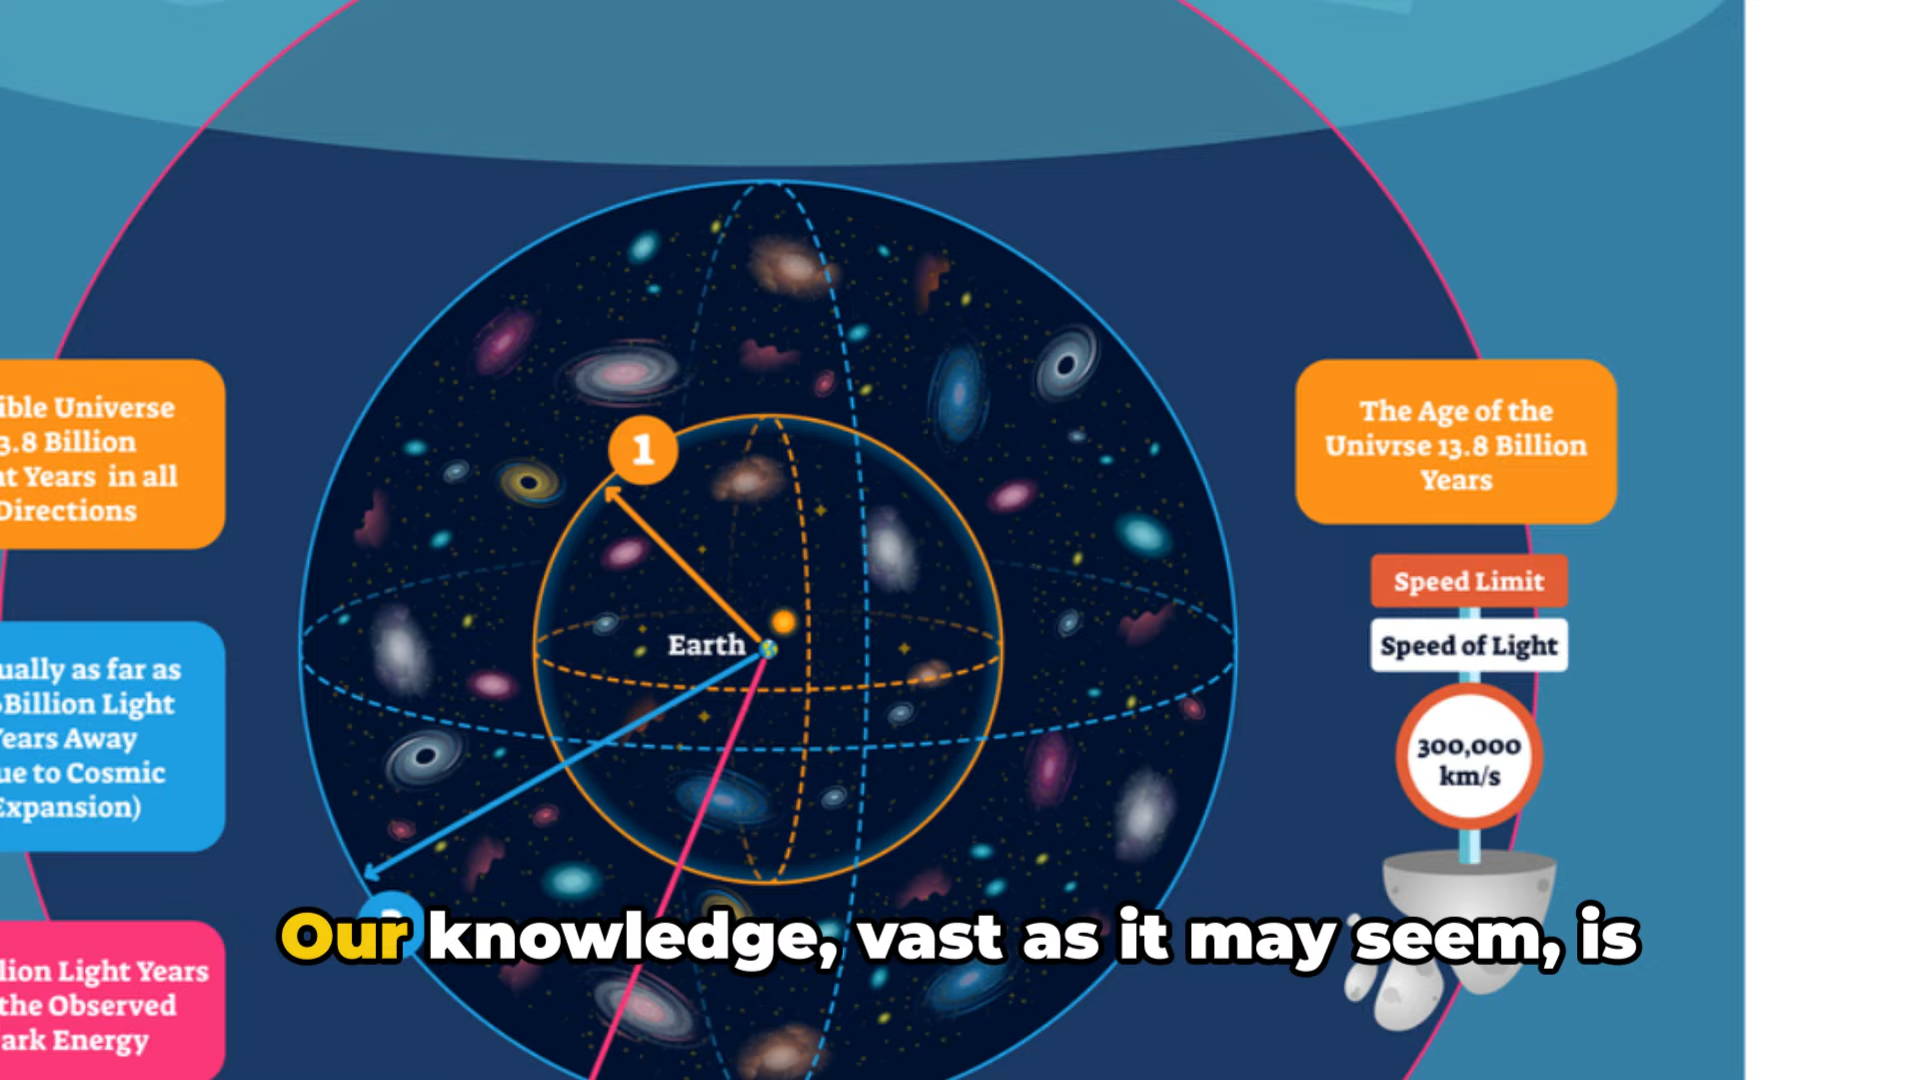 ible Universe
3.8 Billion
nt Years in all
Directions
ually as far as
Billion Light
Years Away
ue to Cosmic
Expansion)
lion Light Years
the Observed
ark Energy
1
Earth
The Age of the
Univrse 13.8 Billion
Years
Speed Limit
Speed of Light
300,000
km/s
Our knowledge, vast as it may seem, is